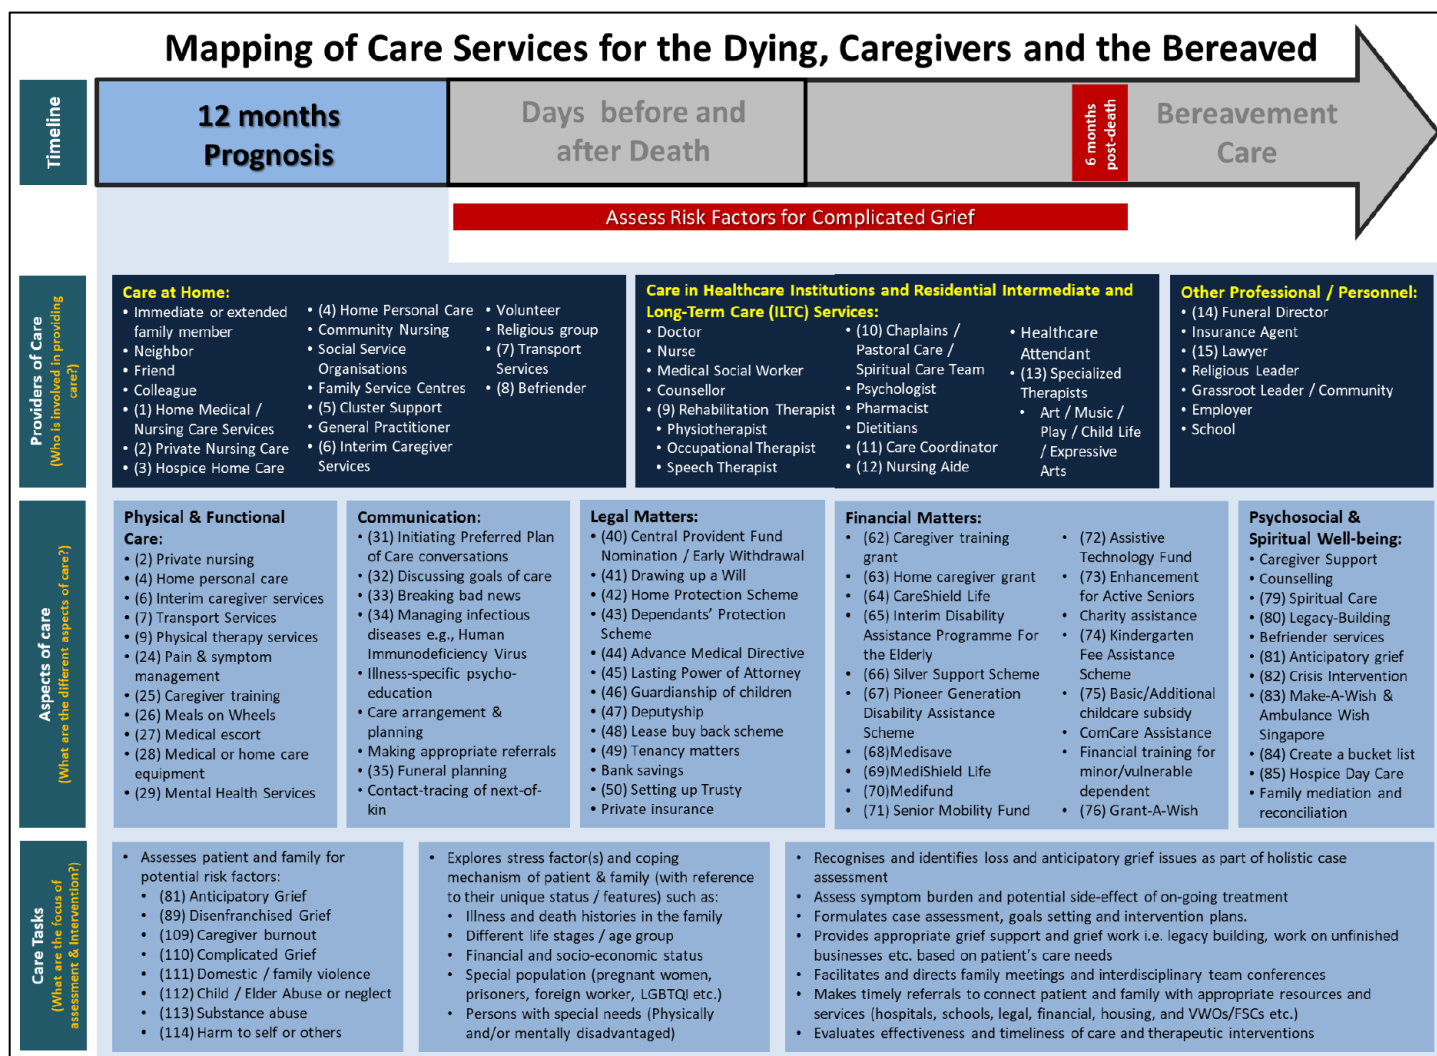 Mapping of Care Services for the Dying, Caregivers and the Bereaved
Timeline
12 months
Prognosis
Days before and
after Death
6 months
post-death
Bereavement
Care
Assess Risk Factors for Complicated Grief
Providers of Care
(Who is involved in providing
care?)
Care at Home:
• Immediate or extended
family member
• Neighbor
• Friend
• Colleague
• (1) Home Medical /
Nursing Care Services
• (2) Private Nursing Care
• (3) Hospice Home Care
• (4) Home Personal Care
• Community Nursing
• Social Service
Organisations
• Family Service Centres
• (5) Cluster Support
• General Practitioner
• (6) Interim Caregiver
Services
• Volunteer
• Religious group
• (7) Transport
Services
• (8) Befriender
Care in Healthcare Institutions and Residential Intermediate and
Long-Term Care (ILTC) Services:
• Doctor
• Nurse
• Medical Social Worker
• Counsellor
• (9) Rehabilitation Therapist
• Physiotherapist
• Occupational Therapist
• Speech Therapist
• (10) Chaplains /
Pastoral Care /
Spiritual Care Team
• Psychologist
• Pharmacist
• Dietitians
• (11) Care Coordinator
• (12) Nursing Aide
• Healthcare
Attendant
• (13) Specialized
Therapists
• Art / Music /
Play / Child Life
/ Expressive
Arts
Other Professional / Personnel:
• (14) Funeral Director
• Insurance Agent
• (15) Lawyer
• Religious Leader
• Grassroot Leader / Community
• Employer
• School
Aspects of care
(What are the different aspects of care?)
Physical & Functional
Care:
• (2) Private nursing
• (4) Home personal care
• (6) Interim caregiver services
• (7) Transport Services
• (9) Physical therapy services
• (24) Pain & symptom
management
• (25) Caregiver training
• (26) Meals on Wheels
• (27) Medical escort
• (28) Medical or home care
equipment
• (29) Mental Health Services
Communication:
• (31) Initiating Preferred Plan
of Care conversations
• (32) Discussing goals of care
• (33) Breaking bad news
• (34) Managing infectious
diseases e.g., Human
Immunodeficiency Virus
• Illness-specific psycho-
education
• Care arrangement &
planning
• Making appropriate referrals
• (35) Funeral planning
• Contact-tracing of next-of-
kin
Legal Matters:
• (40) Central Provident Fund
Nomination / Early Withdrawal
• (41) Drawing up a Will
• (42) Home Protection Scheme
• (43) Dependants' Protection
Scheme
• (44) Advance Medical Directive
• (45) Lasting Power of Attorney
• (46) Guardianship of children
• (47) Deputyship
• (48) Lease buy back scheme
• (49) Tenancy matters
• Bank savings
• (50) Setting up Trusty
• Private insurance
Financial Matters:
• (62) Caregiver training
grant
• (63) Home caregiver grant
• (64) CareShield Life
• (65) Interim Disability
Assistance Programme For
the Elderly
• (66) Silver Support Scheme
• (67) Pioneer Generation
Disability Assistance
Scheme
• (68)Medisave
• (69)MediShield Life
• (70)Medifund
• (71) Senior Mobility Fund
• (72) Assistive
Technology Fund
• (73) Enhancement
for Active Seniors
• Charity assistance
• (74) Kindergarten
Fee Assistance
Scheme
• (75) Basic/Additional
childcare subsidy
• ComCare Assistance
• Financial training for
minor/vulnerable
dependent
• (76) Grant-A-Wish
Psychosocial &
Spiritual Well-being:
• Caregiver Support
• Counselling
• (79) Spiritual Care
• (80) Legacy-Building
• Befriender services
• (81) Anticipatory grief
• (82) Crisis Intervention
• (83) Make-A-Wish &
Ambulance Wish
Singapore
• (84) Create a bucket list
• (85) Hospice Day Care
• Family mediation and
reconciliation
Care Tasks
(What are the focus of
assessment & Intervention?)
• Assesses patient and family for
potential risk factors:
• (81) Anticipatory Grief
• (89) Disenfranchised Grief
• (109) Caregiver burnout
• (110) Complicated Grief
• (111) Domestic / family violence
• (112) Child / Elder Abuse or neglect
• (113) Substance abuse
• (114) Harm to self or others
• Explores stress factor(s) and coping
mechanism of patient & family (with reference
to their unique status / features) such as:
• Illness and death histories in the family
• Different life stages / age group
• Financial and socio-economic status
• Special population (pregnant women,
prisoners, foreign worker, LGBTQI etc.)
• Persons with special needs (Physically
and/or mentally disadvantaged)
• Recognises and identifies loss and anticipatory grief issues as part of holistic case
assessment
• Assess symptom burden and potential side-effect of on-going treatment
• Formulates case assessment, goals setting and intervention plans.
• Provides appropriate grief support and grief work i.e. legacy building, work on unfinished
businesses etc. based on patient's care needs
• Facilitates and directs family meetings and interdisciplinary team conferences
• Makes timely referrals to connect patient and family with appropriate resources and
services (hospitals, schools, legal, financial, housing, and VWOs/FSCs etc.)
• Evaluates effectiveness and timeliness of care and therapeutic interventions